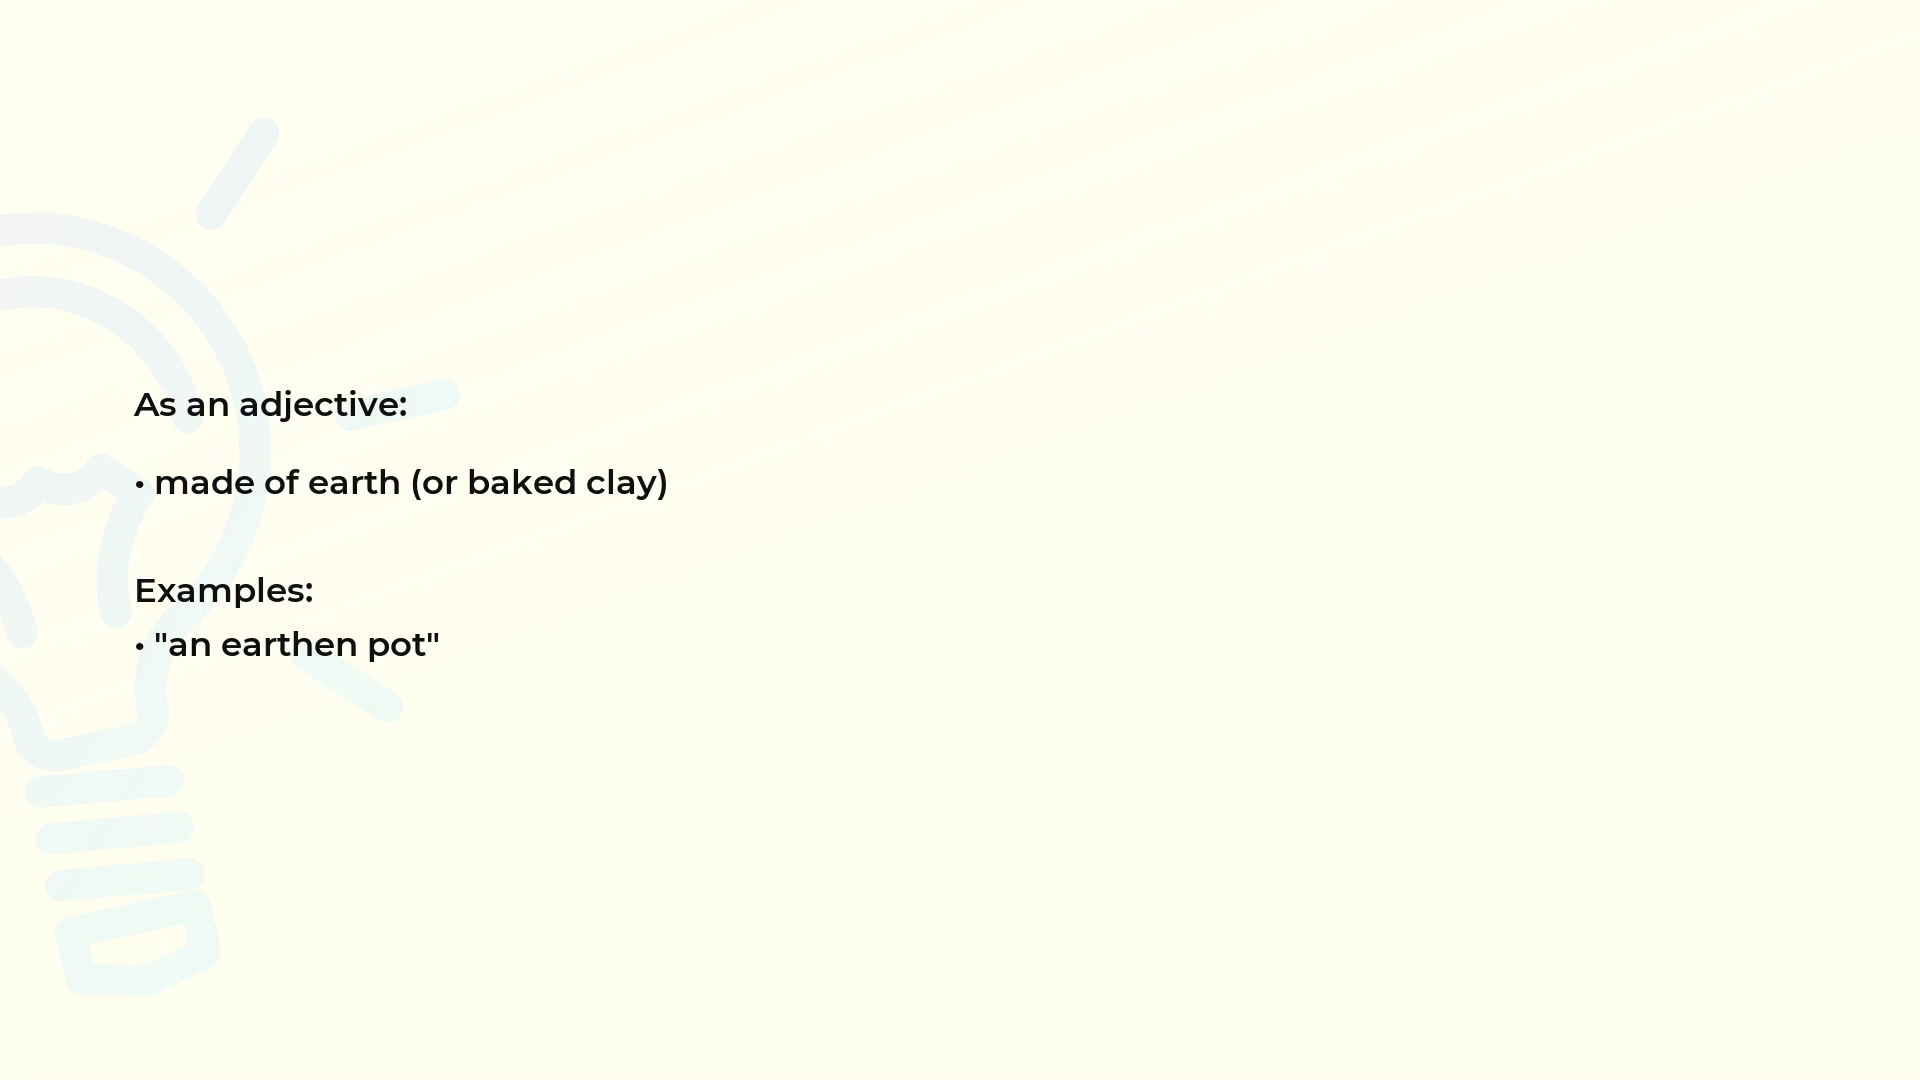 As an adjective:
• made of earth (or baked clay)
Examples:
• "an earthen pot"